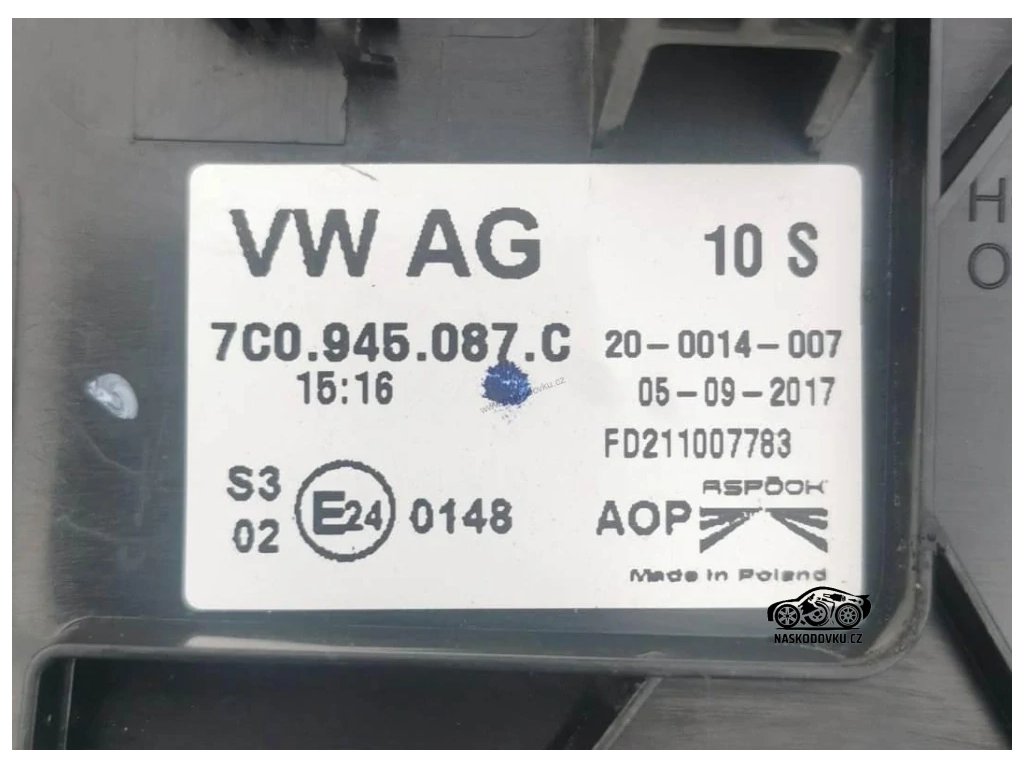 VW AG 10 S
7C0.945.087.C 20-0014-007
15:16 05-09-2017
FD211007783
S3
02 E24 0148
ASPÖCK
AOP
Made in Poland
H
O
NASKODOVKU.CZ